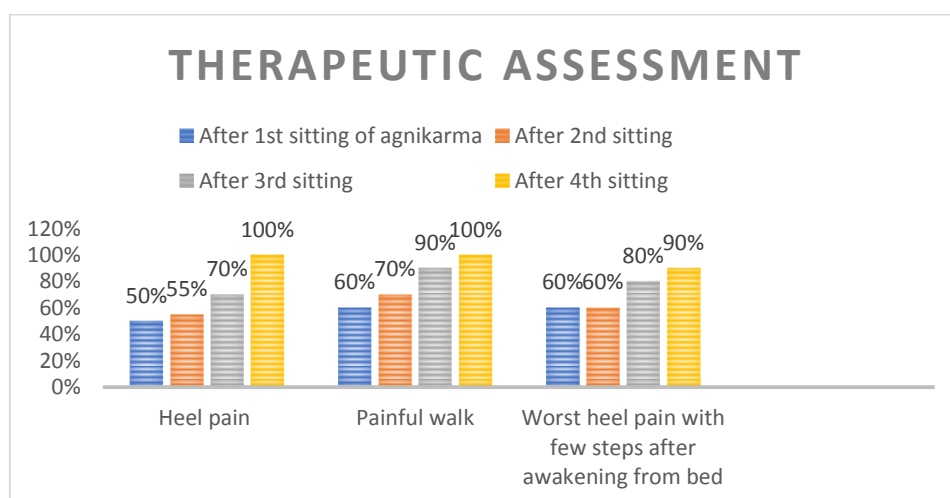 THERAPEUTIC ASSESSMENT
After 1st sitting of agnikarma
After 2nd sitting
After 3rd sitting
After 4th sitting
120%
100%
80%
60%
40%
20%
0%
50%
55%
70%
100%
60%
70%
90%
100%
60%
60%
80%
90%
Heel pain
Painful walk
Worst heel pain with
few steps after
awakening from bed